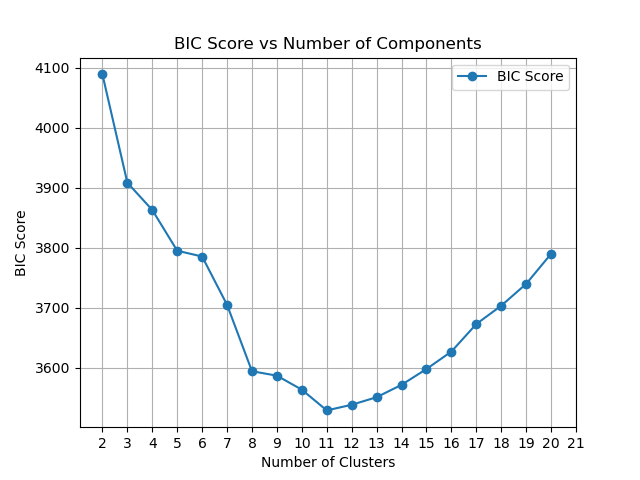 BIC Score vs Number of Components
BIC Score
4100
4000
3900
3800
3700
3600
BIC Score
2 3 4 5 6 7 8 9 10 11 12 13 14 15 16 17 18 19 20 21
Number of Clusters